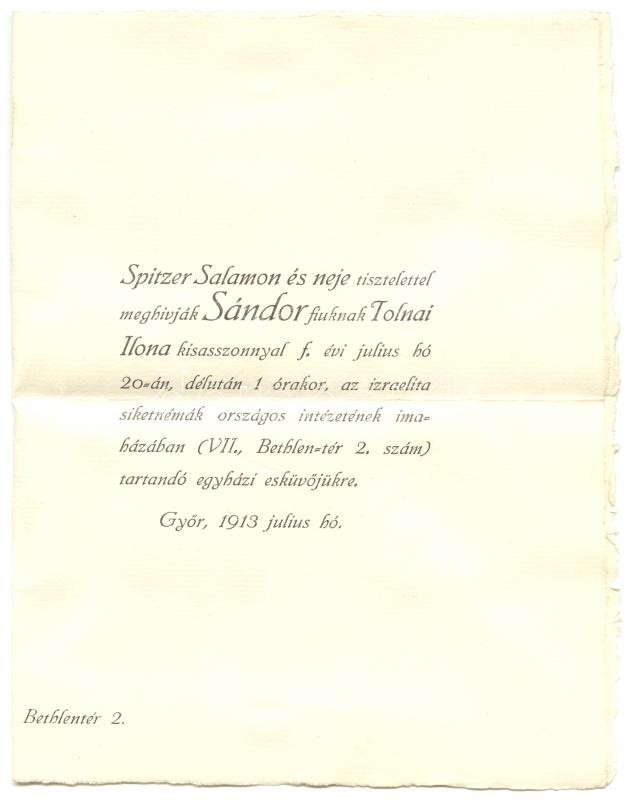 Spitzer Salamon és neje tisztelettel
meghivják Sándor fiuknak Tolnai
Ilona kisasszonnyal f. évi julius hó
20=án, délután 1 órakor, az izraelita
siketnémák országos intézetének ima=
házában (VII., Bethlen=tér 2. szám)
tartandó egyházi esküvőjükre.
Győr, 1913 julius hó.
Bethlentér 2.